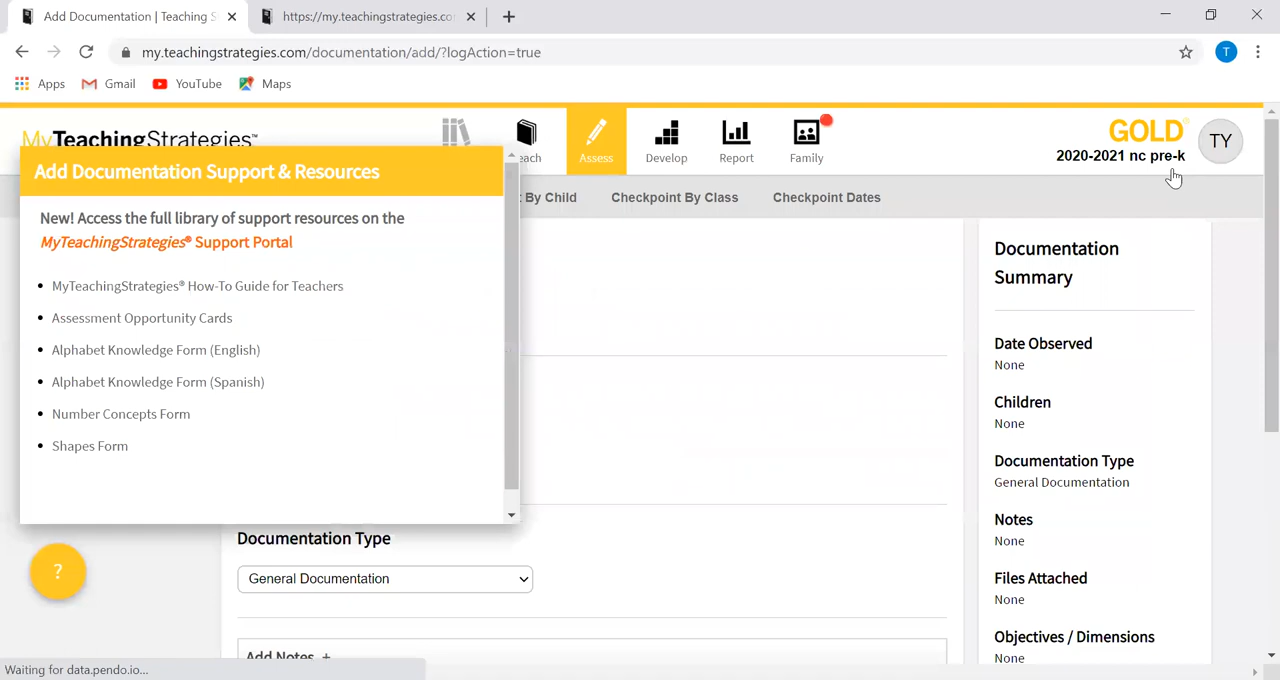 Add Documentation | Teaching S
https://my.teachingstrategies.co
my.teachingstrategies.com/documentation/add/?logAction=true
T
Apps
Gmail
YouTube
Maps
MyTeachingStrategies™
each
Assess
Develop
Report
Family
GOLD®
2020-2021 nc pre-k
TY
Add Documentation Support & Resources
t By Child
Checkpoint By Class
Checkpoint Dates
New! Access the full library of support resources on the
MyTeachingStrategies® Support Portal
• MyTeachingStrategies® How-To Guide for Teachers
• Assessment Opportunity Cards
• Alphabet Knowledge Form (English)
• Alphabet Knowledge Form (Spanish)
• Number Concepts Form
• Shapes Form
?
Documentation Type
General Documentation
Add Notes +
Documentation
Summary
Date Observed
None
Children
None
Documentation Type
General Documentation
Notes
None
Files Attached
None
Objectives / Dimensions
None
Waiting for data.pendo.io...